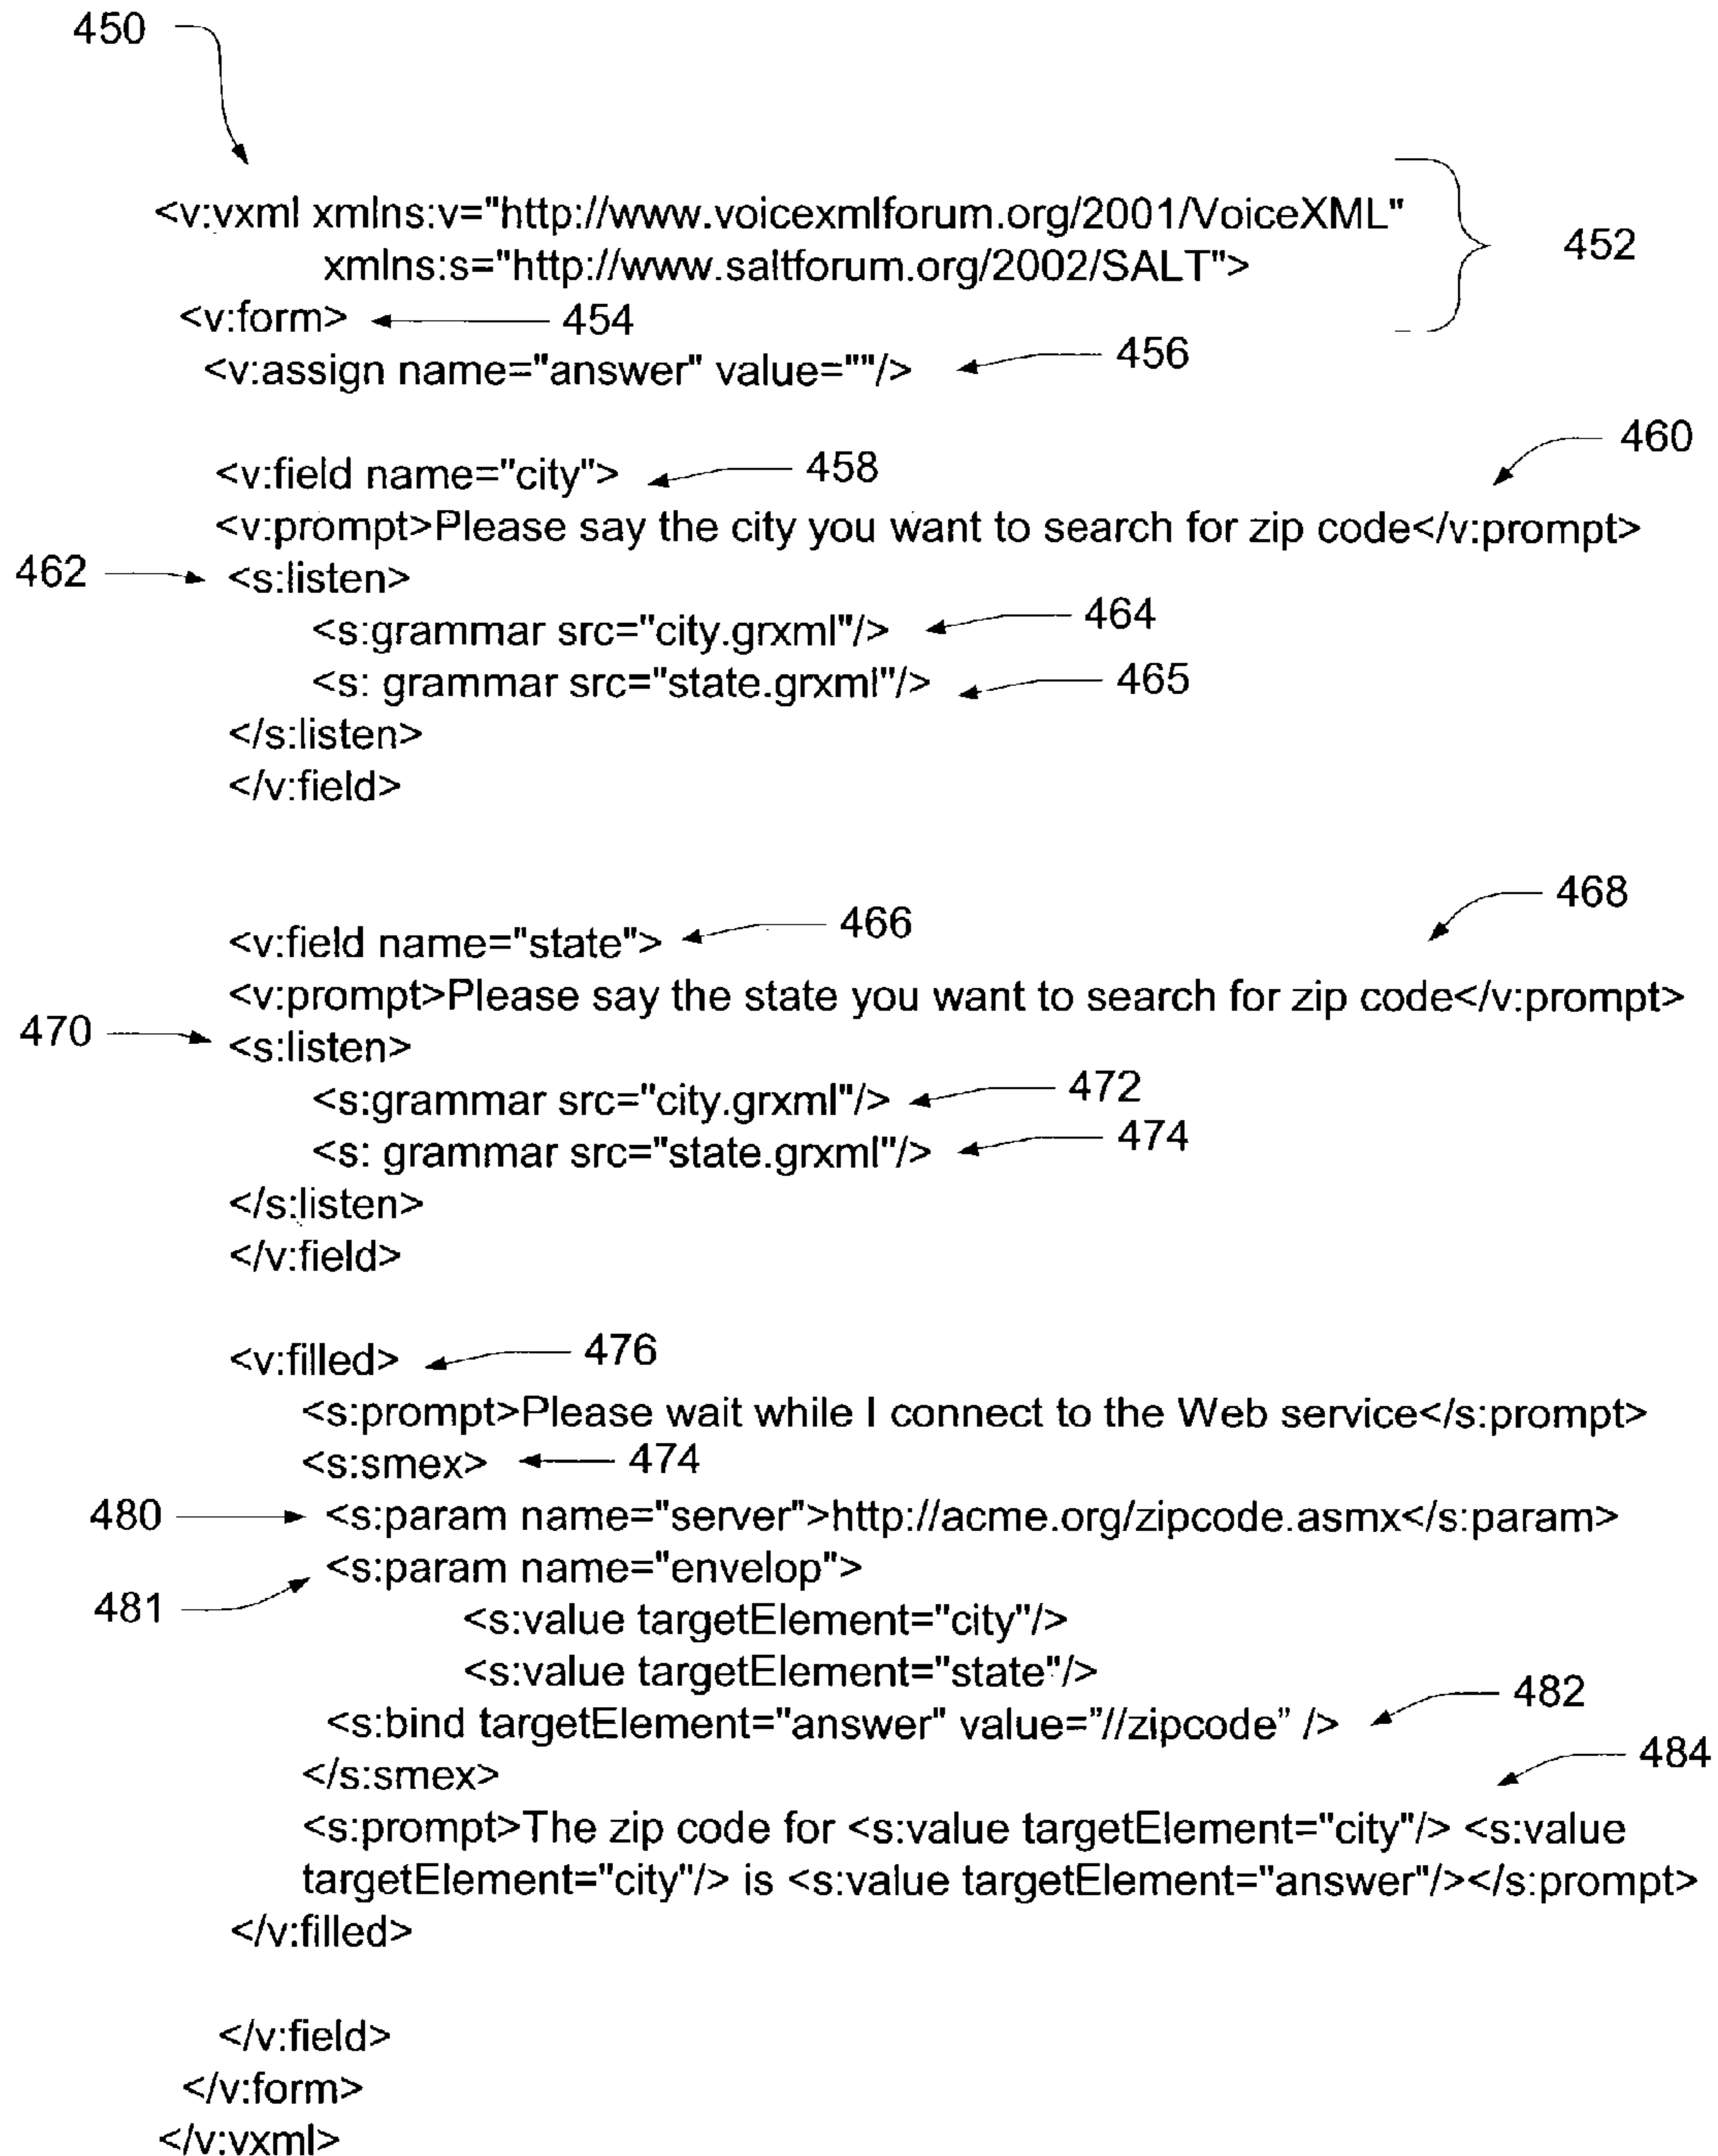 450
<v:vxml xmlns:v="http://www.voicexmlforum.org/2001/VoiceXML"
xmlns:s="http://www.saltforum.org/2002/SALT"> 452
<v:form> 454
<v:assign name="answer" value=""/> 456
460
<v:field name="city"> 458
<v:prompt>Please say the city you want to search for zip code</v:prompt>
462 <s:listen>
<s:grammar src="city.grxml"/> 464
<s: grammar src="state.grxml"/> 465
</s:listen>
</v:field>
468
<v:field name="state"> 466
<v:prompt>Please say the state you want to search for zip code</v:prompt>
470 <s:listen>
<s:grammar src="city.grxml"/> 472
<s: grammar src="state.grxml"/> 474
</s:listen>
</v:field>
<v:filled> 476
<s:prompt>Please wait while I connect to the Web service</s:prompt>
<s:smex> 474
480 <s:param name="server">http://acme.org/zipcode.asmx</s:param>
<s:param name="envelop">
481
<s:value targetElement="city"/>
<s:value targetElement="state"/>
<s:bind targetElement="answer" value=”//zipcode” /> 482
</s:smex> 484
<s:prompt>The zip code for <s:value targetElement="city"/> <s:value
targetElement="city"/> is <s:value targetElement="answer"/></s:prompt>
</v:filled>
</v:field>
</v:form>
</v:vxml>